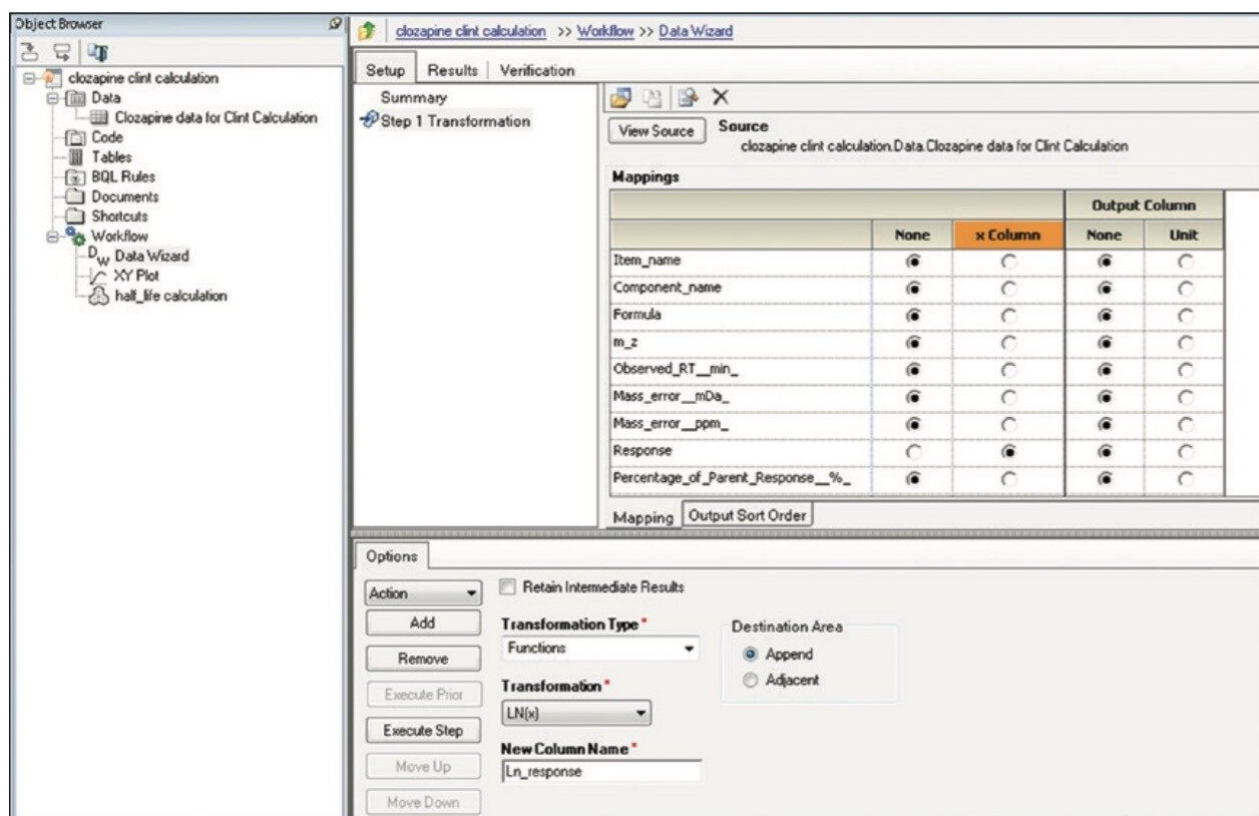 Object Browser
clozapine clint calculation
Data
Clozapine data for Clint Calculation
Code
Tables
BQL Rules
Documents
Shortcuts
Workflow
Dw Data Wizard
XY Plot
half_life calculation
clozapine clint calculation >> Workflow >> Data Wizard
Setup Results Verification
Summary
Step 1 Transformation
View Source Source
clozapine clint calculation.Data.Clozapine data for Clint Calculation
Mappings
Output Column
None x Column None Unit
Item_name
Component_name
Formula
m_z
Observed_RT__min_
Mass_error__mDa_
Mass_error__ppm_
Response
Percentage_of_Parent_Response__%_
Mapping Output Sort Order
Options
Action Retain Intermediate Results
Add Transformation Type * Destination Area
Functions Append
Remove Adjacent
Execute Prior Transformation *
LN(x)
Execute Step
New Column Name *
Move Up Ln_response
Move Down